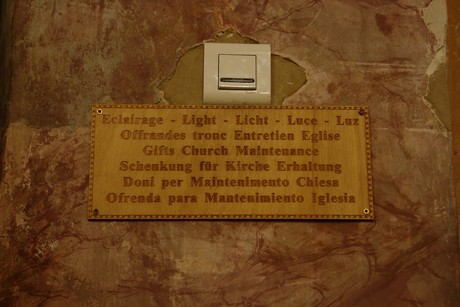 Eclairage - Light - Licht - Luce - Luz
Offrandes tronc Entretien Eglise
Gifts Church Maintenance
Schenkung für Kirche Erhaltung
Doni per Maintenimento Chiesa
Ofrenda para Mantenimiento Iglesia